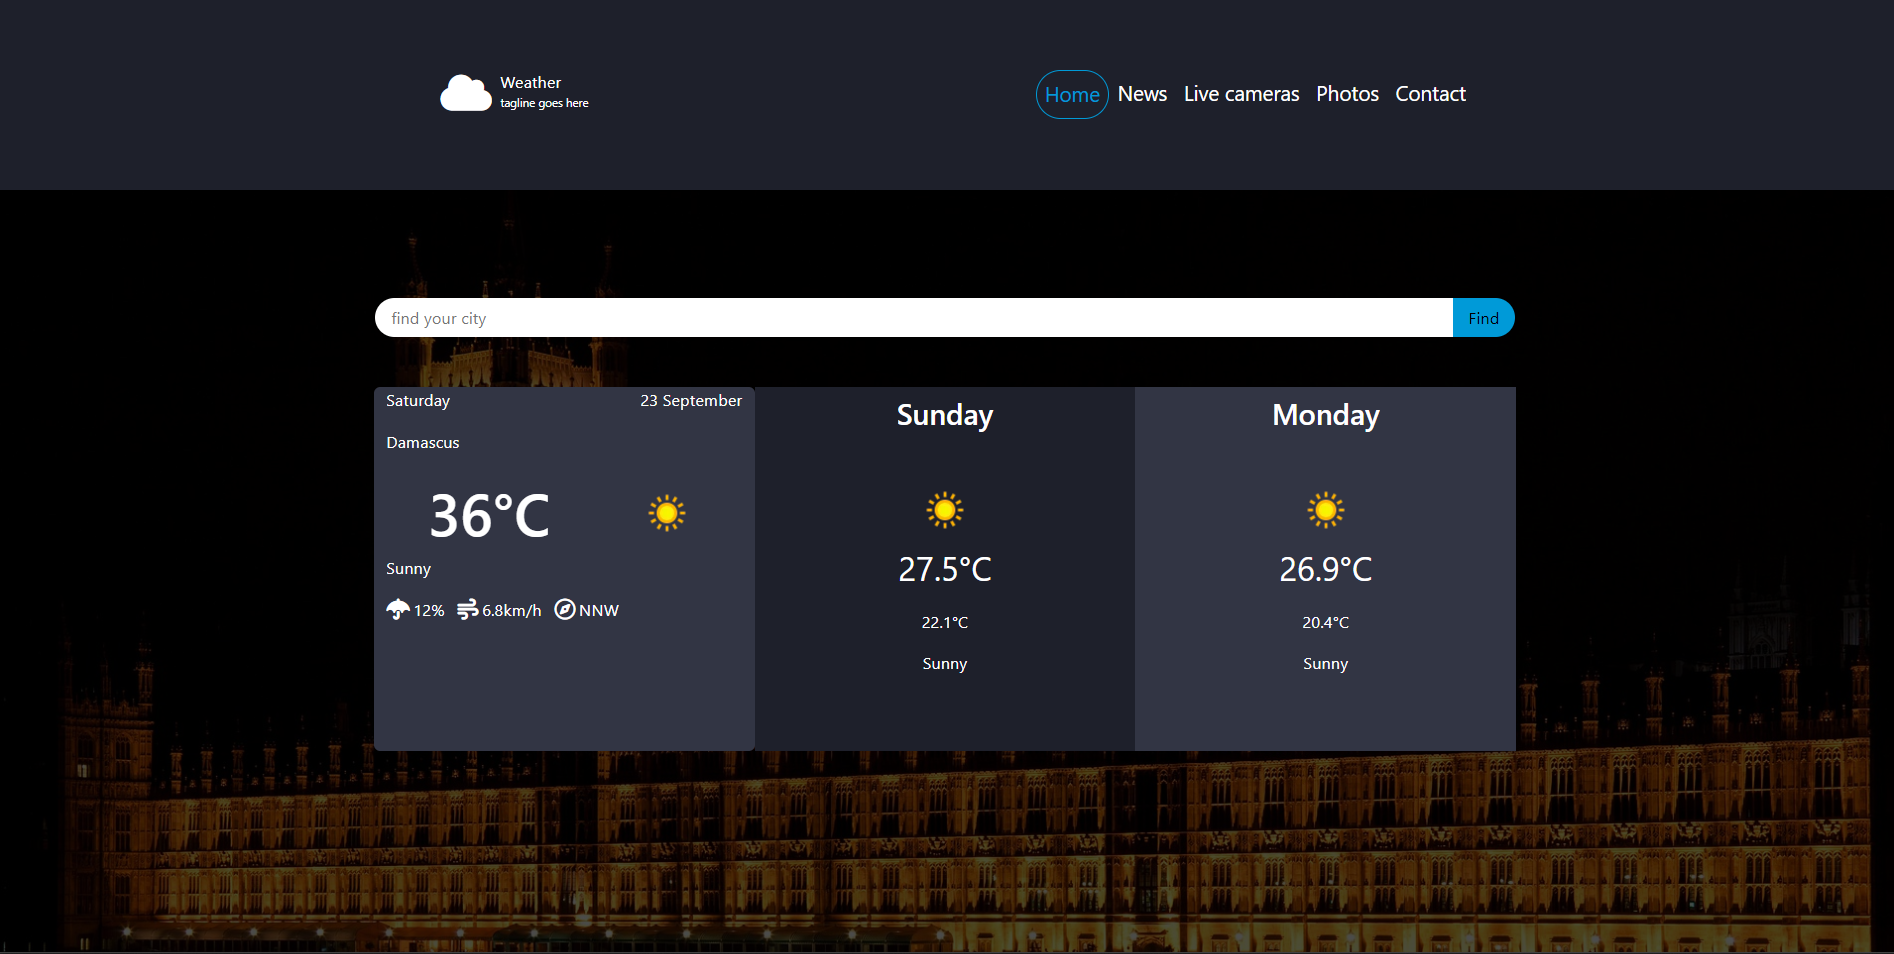 Weather
tagline goes here
Home News Live cameras Photos Contact
find your city
Find
Saturday 23 September
Damascus
36°C
Sunny
12% 6.8km/h NNW
Sunday
27.5°C
22.1°C
Sunny
Monday
26.9°C
20.4°C
Sunny